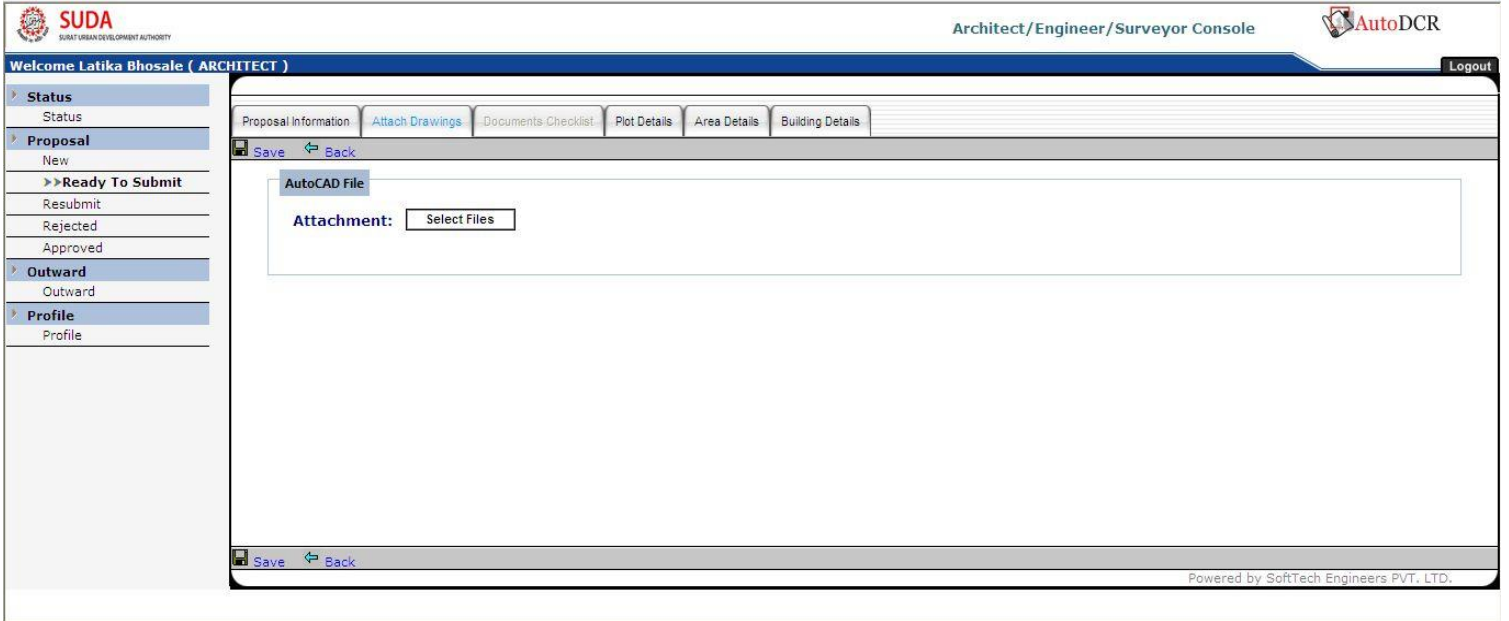 SUDA
SURAT URBAN DEVELOPMENT AUTHORITY
Architect/Engineer/Surveyor Console
AutoDCR
Welcome Latika Bhosale ( ARCHITECT )
Logout
Status
Status
Proposal
New
>>Ready To Submit
Resubmit
Rejected
Approved
Outward
Outward
Profile
Profile
Proposal Information Attach Drawings Documents Checklist Plot Details Area Details Building Details
Save Back
AutoCAD File
Attachment: Select Files
Save Back
Powered by SoftTech Engineers PVT. LTD.